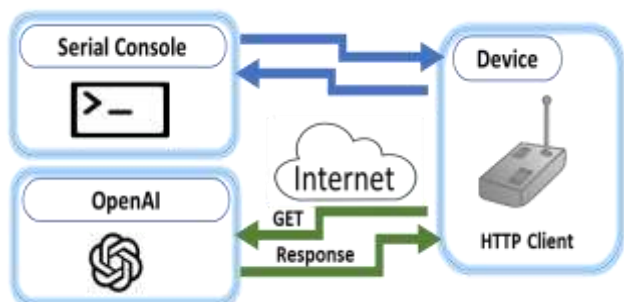 Serial Console
>_
Device
Internet
OpenAI
GET
Response
HTTP Client